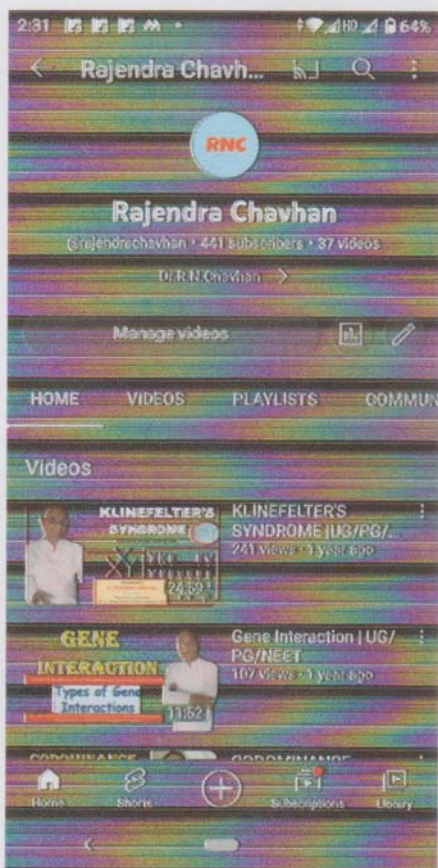 2:31 HD 64%
Rajendra Chavh...
RNC
Rajendra Chavhan
@rajendrachavhan • 441 subscribers • 37 videos
Dr.R.N.Chavhan >
Manage videos
HOME VIDEOS PLAYLISTS COMMUN
Videos
KLINEFELTER'S
SYNDROME
24:59
KLINEFELTER'S
SYNDROME |UG/PG/...
241 views • 1 year ago
GENE
INTERACTION
Types of Gene
Interactions
11:52
Gene Interaction | UG/
PG/NEET
107 views • 1 year ago
CODOMINANCE
CODOMINANCE
Home Shorts Subscriptions Library